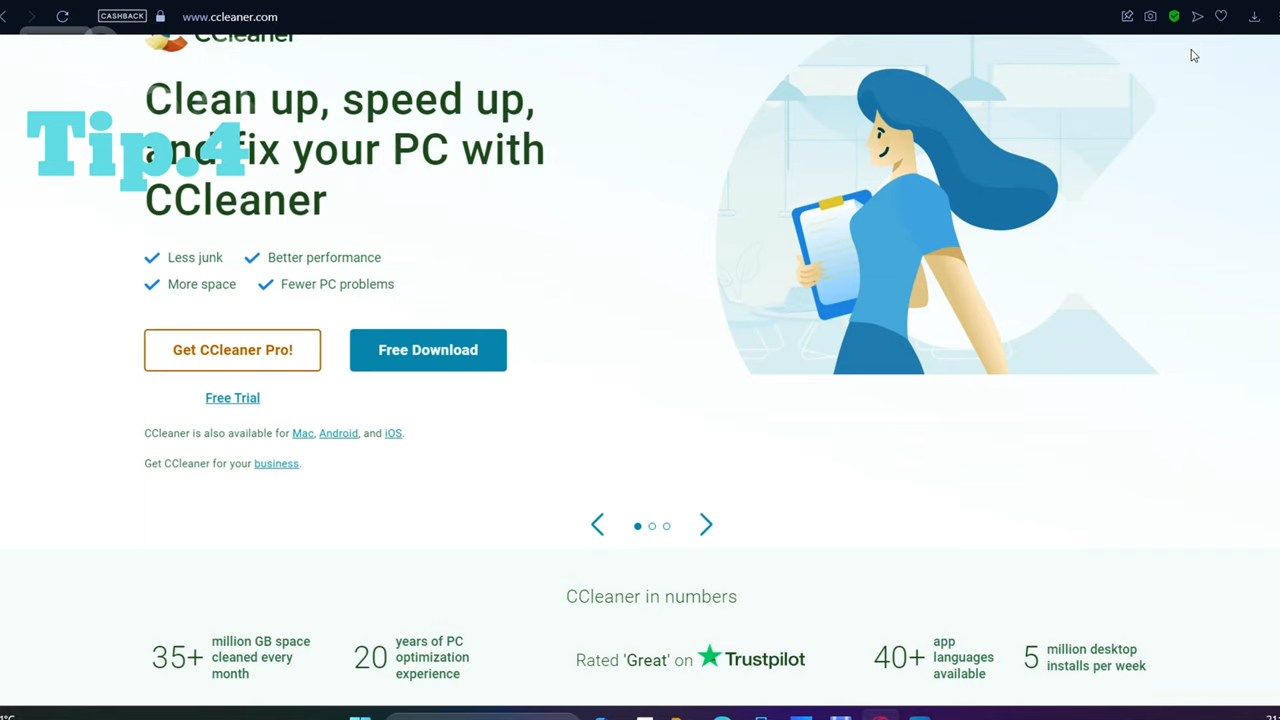 CASHBACK
www.ccleaner.com
CCleaner
Clean up, speed up,
and fix your PC with
CCleaner
Tip.4
Less junk
Better performance
More space
Fewer PC problems
Get CCleaner Pro!
Free Download
Free Trial
CCleaner is also available for Mac, Android, and iOS.
Get CCleaner for your business.
CCleaner in numbers
35+
million GB space
cleaned every
month
20
years of PC
optimization
experience
Rated 'Great' on Trustpilot
40+
app
languages
available
5
million desktop
installs per week